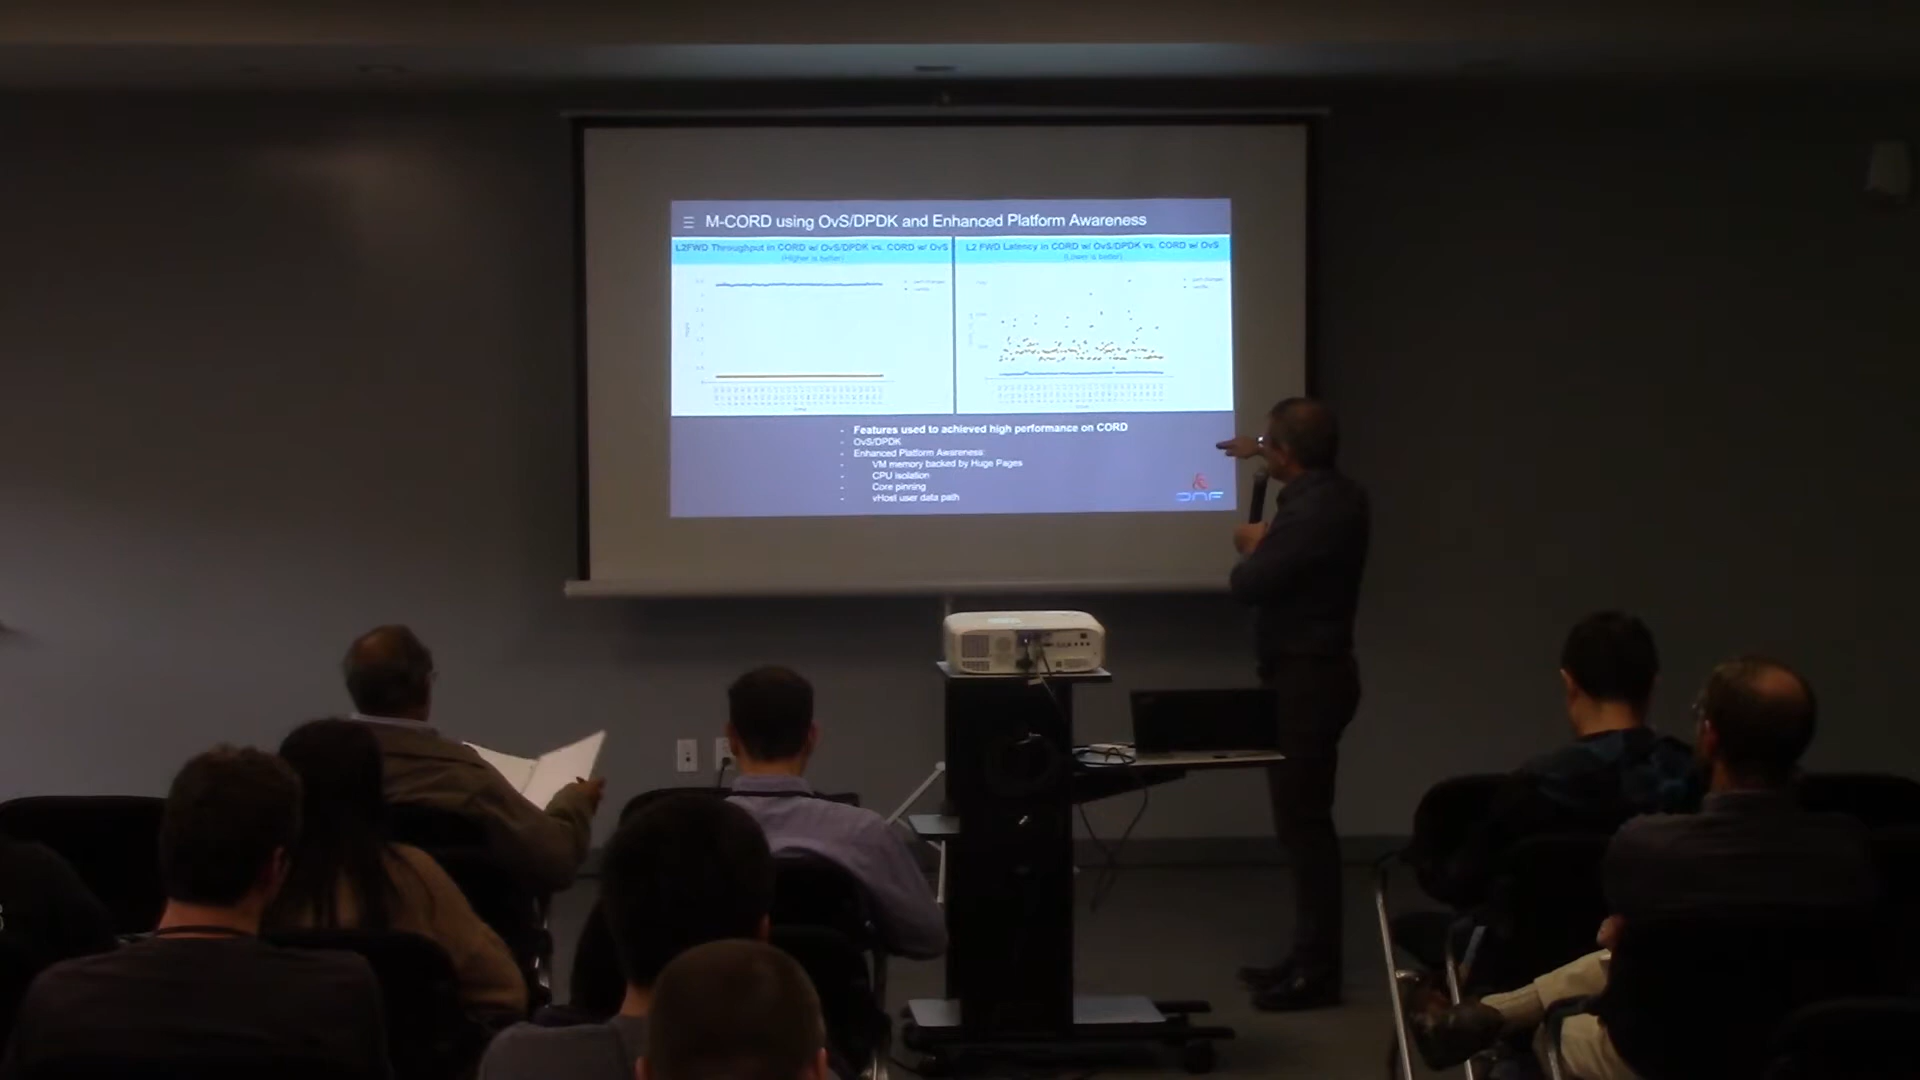 M-CORD using OvS/DPDK and Enhanced Platform Awareness
L2FWD Throughput in CORD w/ OvS/DPDK vs. CORD w/ OvS
(Higher is better)
L2 FWD Latency in CORD w/ OvS/DPDK vs. CORD w/ OvS
(Lower is better)
- Features used to achieved high performance on CORD
- OvS/DPDK
- Enhanced Platform Awareness:
- VM memory backed by Huge Pages
- CPU isolation
- Core pinning
- vHost user data path
ONF